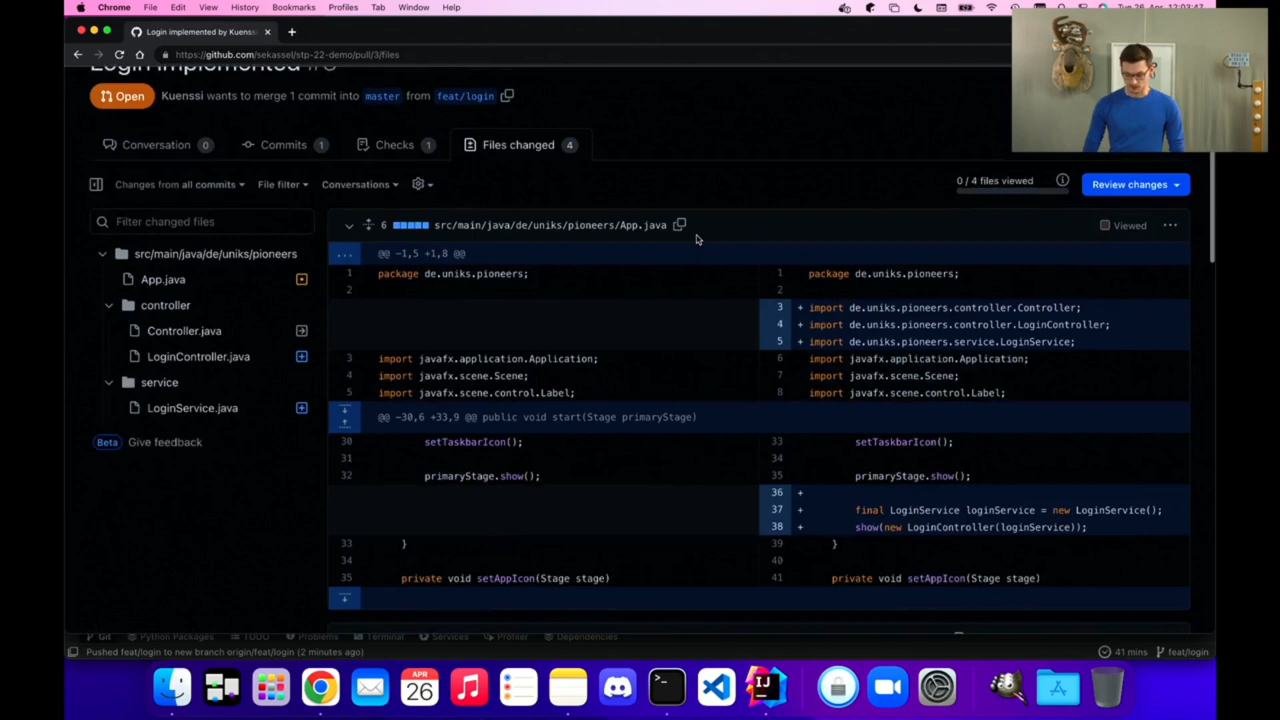 Chrome File Edit View History Bookmarks Profiles Tab Window Help
Tue 26. Apr. 12:03:47
Login implemented by Kuenss
https://github.com/sekassel/stp-22-demo/pull/3/files
Login implemented #3
Open Kuenssi wants to merge 1 commit into master from feat/login
Conversation 0 Commits 1 Checks 1 Files changed 4
Changes from all commits File filter Conversations 0 / 4 files viewed Review changes
Filter changed files
6 src/main/java/de/uniks/pioneers/App.java Viewed
src/main/java/de/uniks/pioneers
App.java
controller
Controller.java
LoginController.java
service
LoginService.java
Beta Give feedback
... @@ -1,5 +1,8 @@
1 package de.uniks.pioneers; 1 package de.uniks.pioneers;
2 2
3 + import de.uniks.pioneers.controller.Controller;
4 + import de.uniks.pioneers.controller.LoginController;
5 + import de.uniks.pioneers.service.LoginService;
3 import javafx.application.Application; 6 import javafx.application.Application;
4 import javafx.scene.Scene; 7 import javafx.scene.Scene;
5 import javafx.scene.control.Label; 8 import javafx.scene.control.Label;
@@ -30,6 +33,9 @@ public void start(Stage primaryStage)
30 setTaskbarIcon(); 33 setTaskbarIcon();
31 34
32 primaryStage.show(); 35 primaryStage.show();
36 +
37 + final LoginService loginService = new LoginService();
38 + show(new LoginController(loginService));
33 } 39 }
34 40
35 private void setAppIcon(Stage stage) 41 private void setAppIcon(Stage stage)
Git Python Packages TODO Problems Terminal Services Profiler Dependencies
Pushed feat/login to new branch origin/feat/login (2 minutes ago) 41 mins feat/login
APR
26